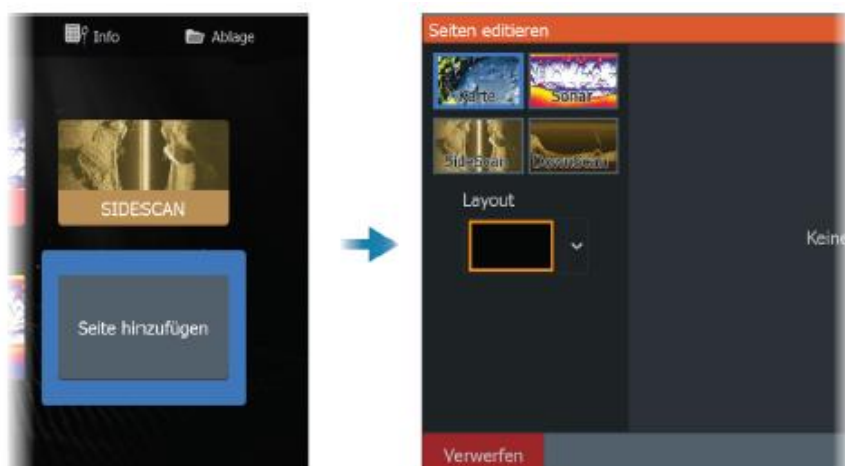 Info
Ablage
SIDESCAN
Seite hinzufügen
Seiten editieren
Karte
Sonar
SideScan
DownScan
Layout
Keine
Verwerfen